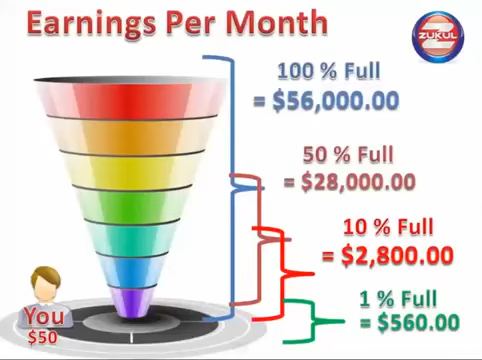 Earnings Per Month
ZUKUL
100 % Full
= $56,000.00
50 % Full
= $28,000.00
10 % Full
= $2,800.00
1 % Full
= $560.00
You
$50